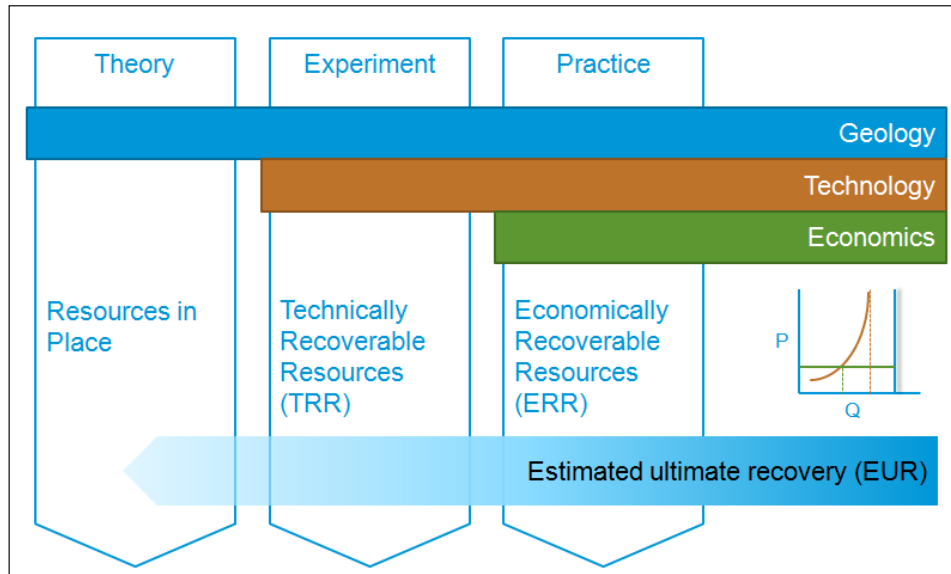 Theory
Experiment
Practice
Geology
Technology
Economics
Resources in
Place
Technically
Recoverable
Resources
(TRR)
Economically
Recoverable
Resources
(ERR)
P
Q
Estimated ultimate recovery (EUR)